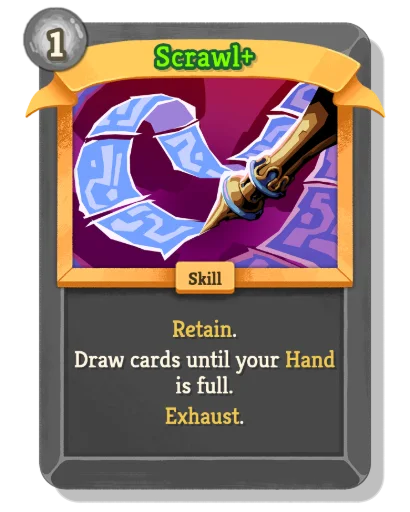 1
Scrawl+
Skill
Retain.
Draw cards until your Hand
is full.
Exhaust.